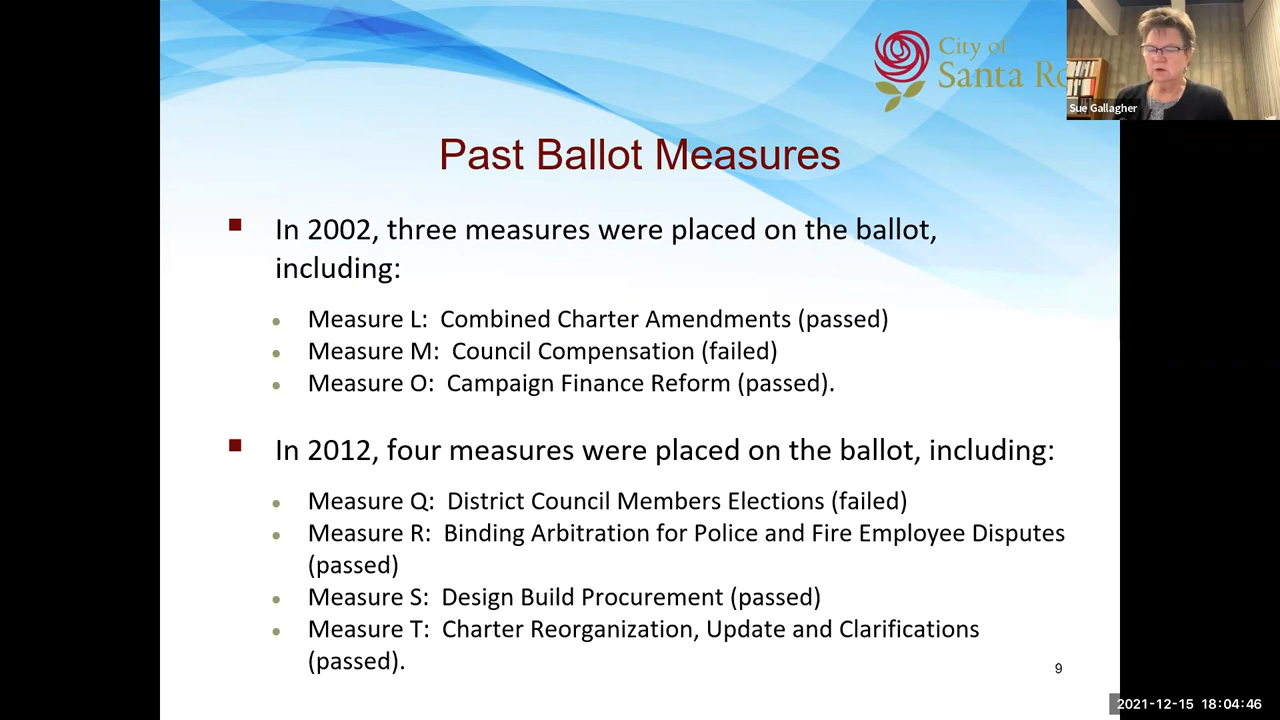 City of
Santa Ro
Sue Gallagher
Past Ballot Measures
In 2002, three measures were placed on the ballot,
including:
Measure L: Combined Charter Amendments (passed)
Measure M: Council Compensation (failed)
Measure O: Campaign Finance Reform (passed).
In 2012, four measures were placed on the ballot, including:
Measure Q: District Council Members Elections (failed)
Measure R: Binding Arbitration for Police and Fire Employee Disputes
(passed)
Measure S: Design Build Procurement (passed)
Measure T: Charter Reorganization, Update and Clarifications
(passed).
9
2021-12-15 18:04:46